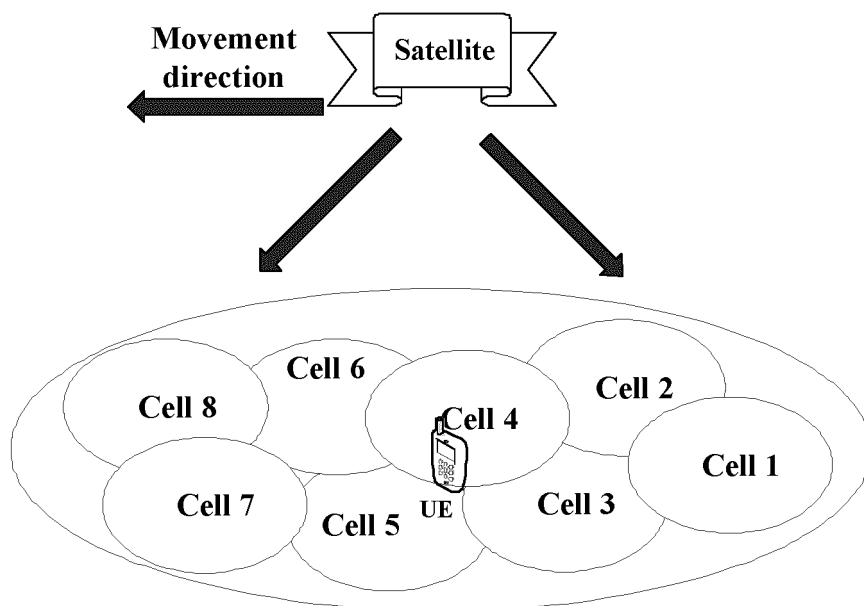 Movement
direction
Satellite
Cell 6
Cell 2
Cell 8
Cell 4
Cell 1
Cell 7
Cell 3
UE
Cell 5